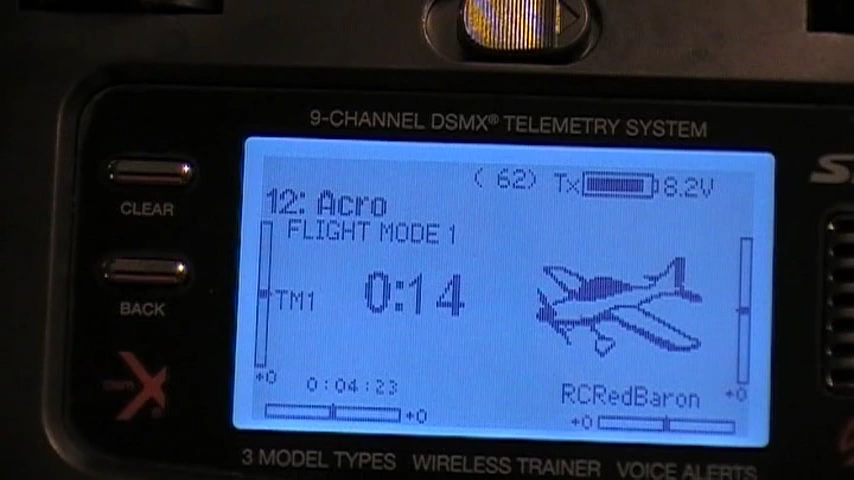 9-CHANNEL DSMX® TELEMETRY SYSTEM
( 62) Tx 8.2V
12: Acro
FLIGHT MODE 1
CLEAR
TM1 0:14
BACK
+0 0:04:23 RCRedBaron +0
+0 +0
3 MODEL TYPES WIRELESS TRAINER VOICE ALERTS